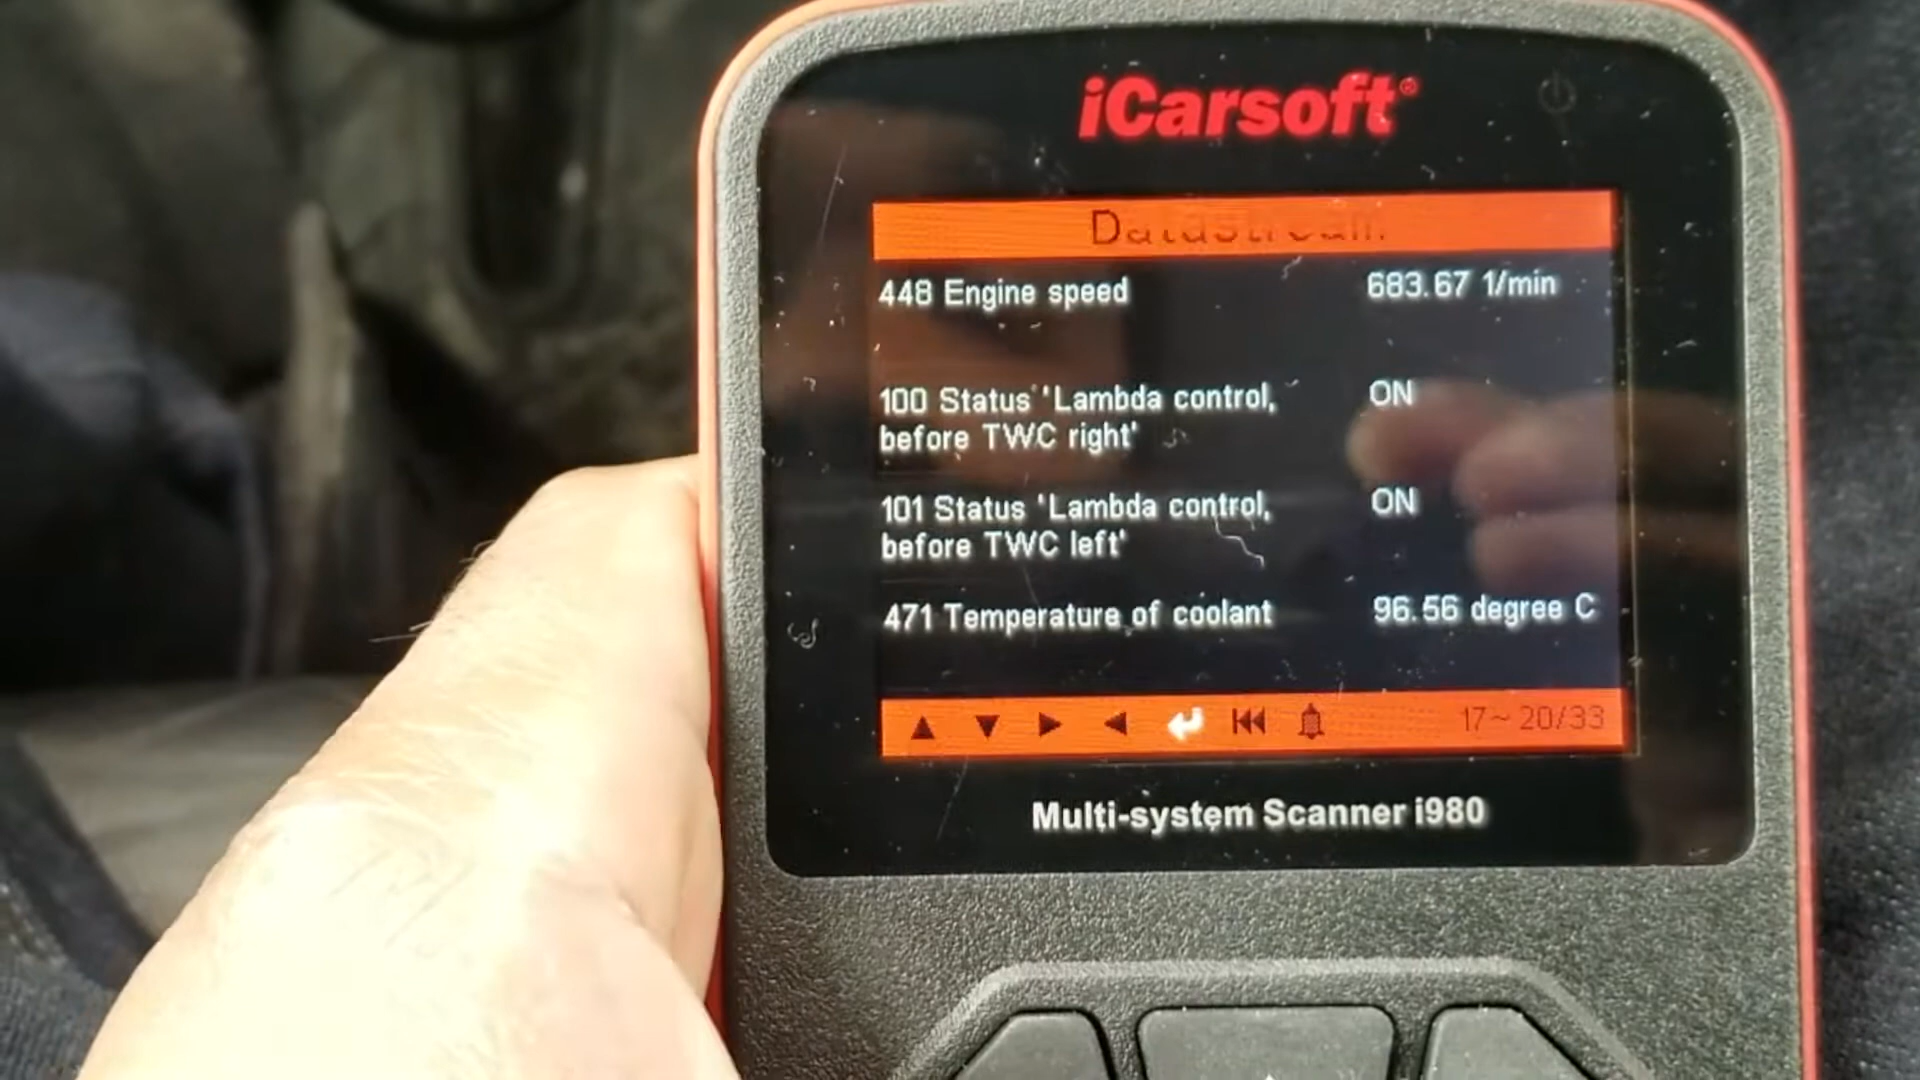 iCarsoft®
Datastream
448 Engine speed 683.67 1/min
100 Status 'Lambda control, ON
before TWC right'
101 Status 'Lambda control, ON
before TWC left'
471 Temperature of coolant 96.56 degree C
17~20/33
Multi-system Scanner i980